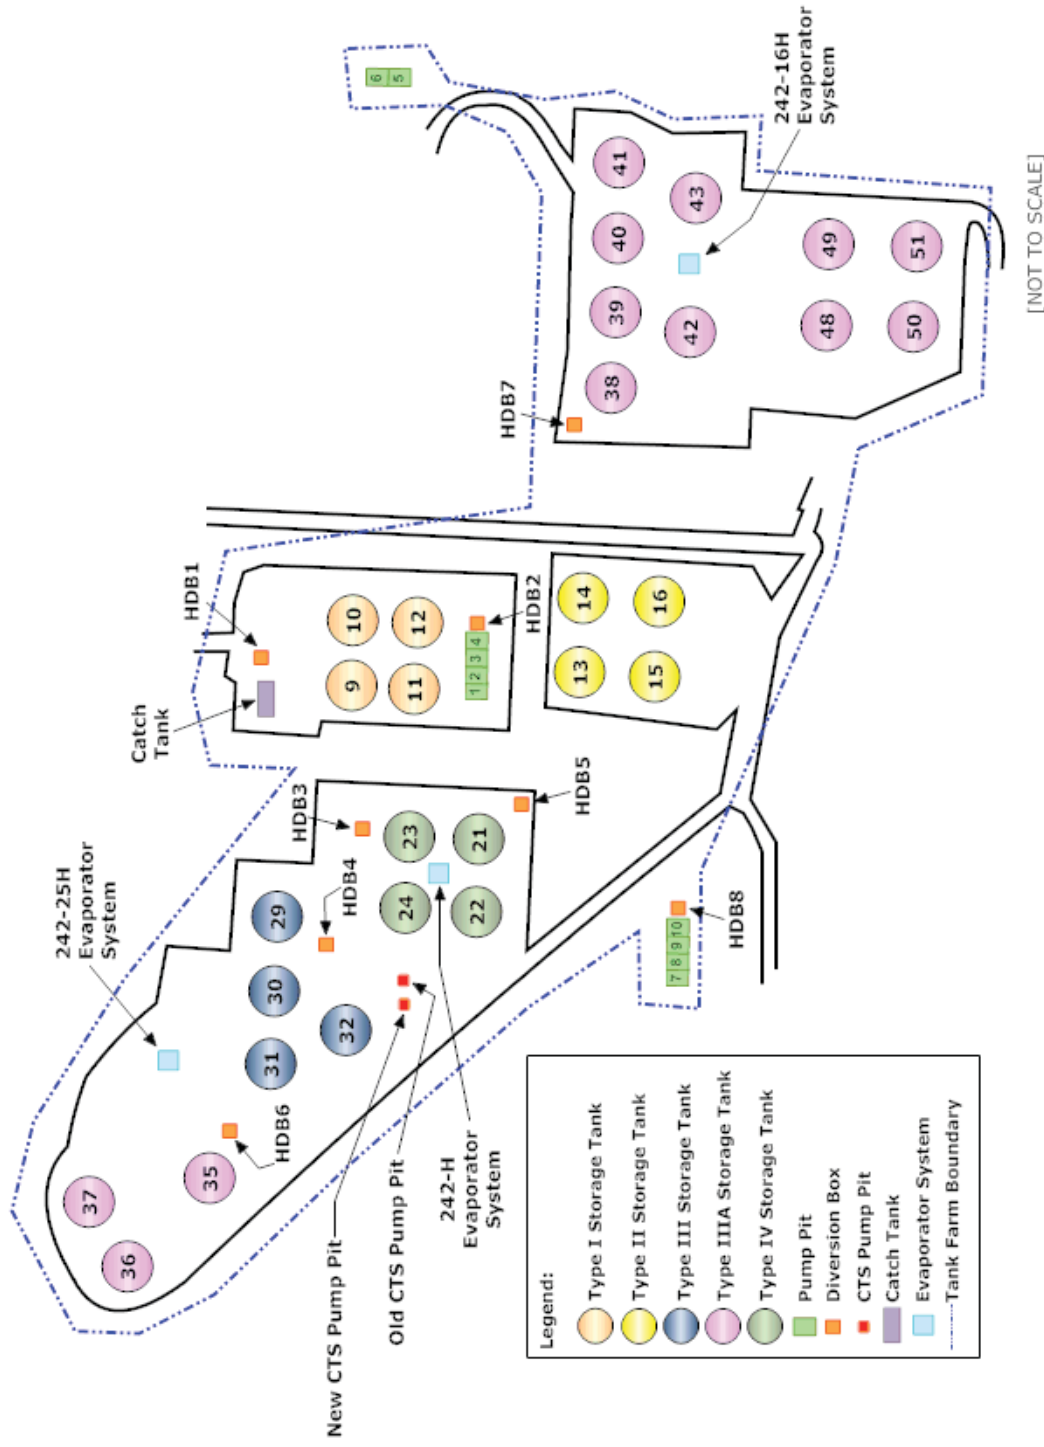 242-25H
Evaporator
System
Catch
Tank
HDB1
HDB3
HDB4
HDB6
HDB2
HDB5
HDB7
HDB8
242-16H
Evaporator
System
New CTS Pump Pit
Old CTS Pump Pit
242-H
Evaporator
System
36
37
35
31
30
29
32
24
23
22
21
9
10
11
12
1 2 3 4
13
14
15
16
7 8 9 10
5 6
38
39
40
41
42
43
48
49
50
51
Legend:
Type I Storage Tank
Type II Storage Tank
Type III Storage Tank
Type IIIA Storage Tank
Type IV Storage Tank
Pump Pit
Diversion Box
CTS Pump Pit
Catch Tank
Evaporator System
Tank Farm Boundary
[NOT TO SCALE]